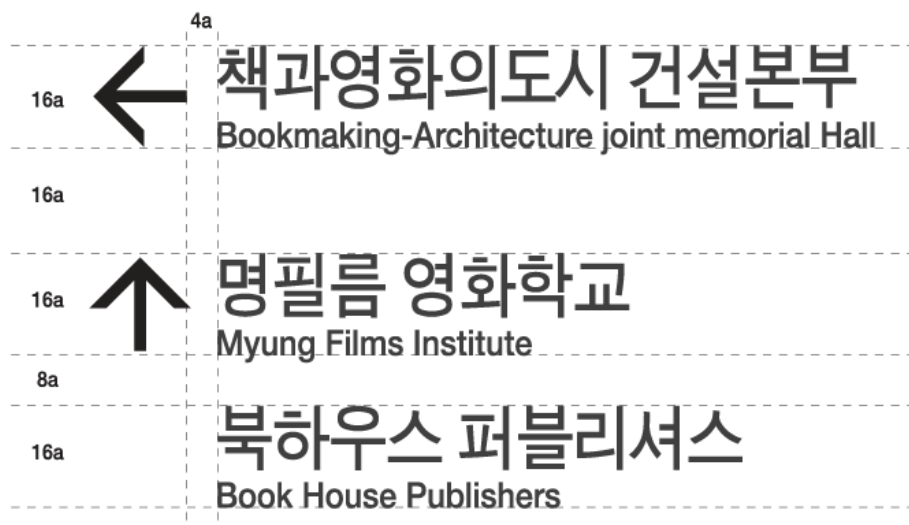 4a
16a
책과영화의도시 건설본부
Bookmaking-Architecture joint memorial Hall
16a
16a
명필름 영화학교
Myung Films Institute
8a
16a
북하우스 퍼블리셔스
Book House Publishers